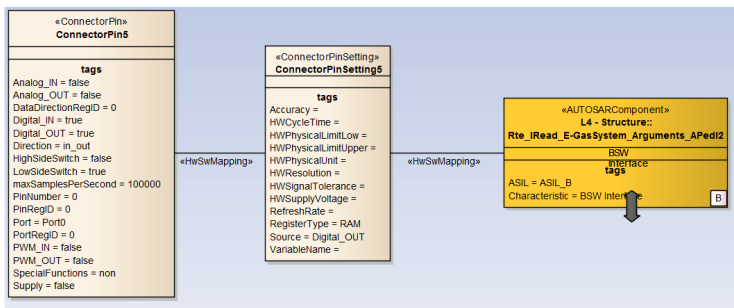 «ConnectorPin»
ConnectorPin5
tags
Analog_IN = false
Analog_OUT = false
DataDirectionRegID = 0
Digital_IN = true
Digital_OUT = true
Direction = in_out
HighSideSwitch = false
LowSideSwitch = true
maxSamplesPerSecond = 100000
PinNumber = 0
PinRegID = 0
Port = Port0
PortRegID = 0
PWM_IN = false
PWM_OUT = false
SpecialFunctions = non
Supply = false
«HwSwMapping»
«ConnectorPinSetting»
ConnectorPinSetting5
tags
Accuracy =
HWCycleTime =
HWPhysicalLimitLow =
HWPhysicalLimitUpper =
HWPhysicalUnit =
HWResolution =
HWSignalTolerance =
HWSupplyVoltage =
RefreshRate =
RegisterType = RAM
Source = Digital_OUT
VariableName =
«HwSwMapping»
«AUTOSARComponent»
L4 - Structure::
Rte_IRead_E-GasSystem_Arguments_APedl2
BSW
Interface
tags
ASIL = ASIL_B
Characteristic = BSW Interface
B